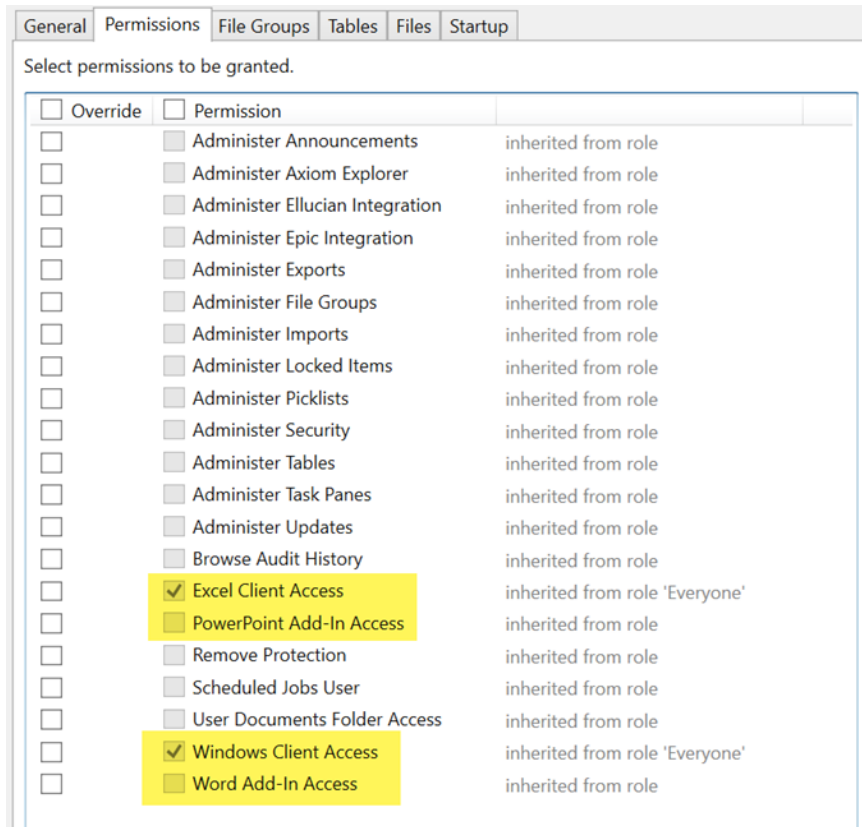 General Permissions File Groups Tables Files Startup
Select permissions to be granted.
Override Permission
Administer Announcements inherited from role
Administer Axiom Explorer inherited from role
Administer Ellucian Integration inherited from role
Administer Epic Integration inherited from role
Administer Exports inherited from role
Administer File Groups inherited from role
Administer Imports inherited from role
Administer Locked Items inherited from role
Administer Picklists inherited from role
Administer Security inherited from role
Administer Tables inherited from role
Administer Task Panes inherited from role
Administer Updates inherited from role
Browse Audit History inherited from role
Excel Client Access inherited from role 'Everyone'
PowerPoint Add-In Access inherited from role
Remove Protection inherited from role
Scheduled Jobs User inherited from role
User Documents Folder Access inherited from role
Windows Client Access inherited from role 'Everyone'
Word Add-In Access inherited from role